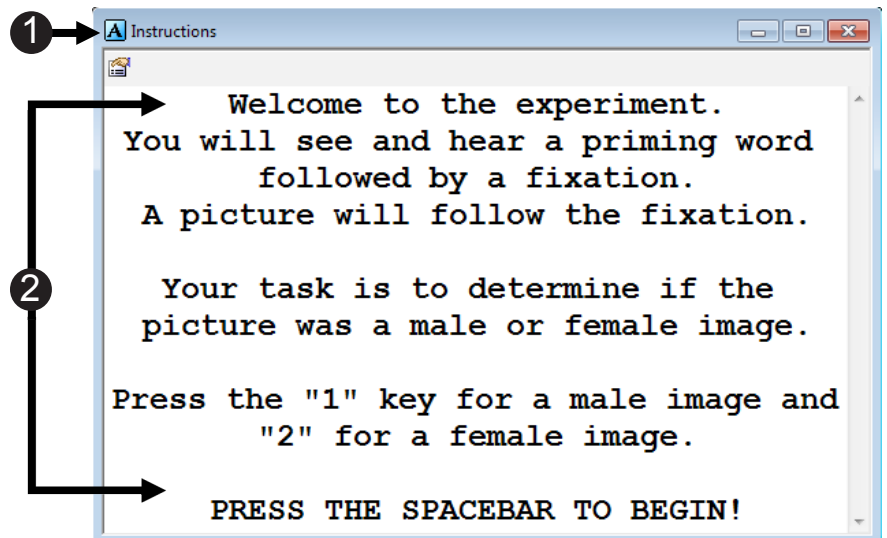 1
A Instructions
Welcome to the experiment.
You will see and hear a priming word
followed by a fixation.
A picture will follow the fixation.
2
Your task is to determine if the
picture was a male or female image.
Press the "1" key for a male image and
"2" for a female image.
PRESS THE SPACEBAR TO BEGIN!